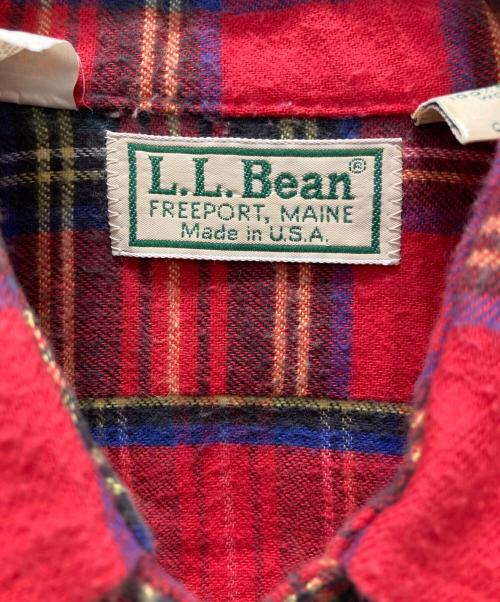 L.L.Bean®
FREEPORT, MAINE
Made in U.S.A.